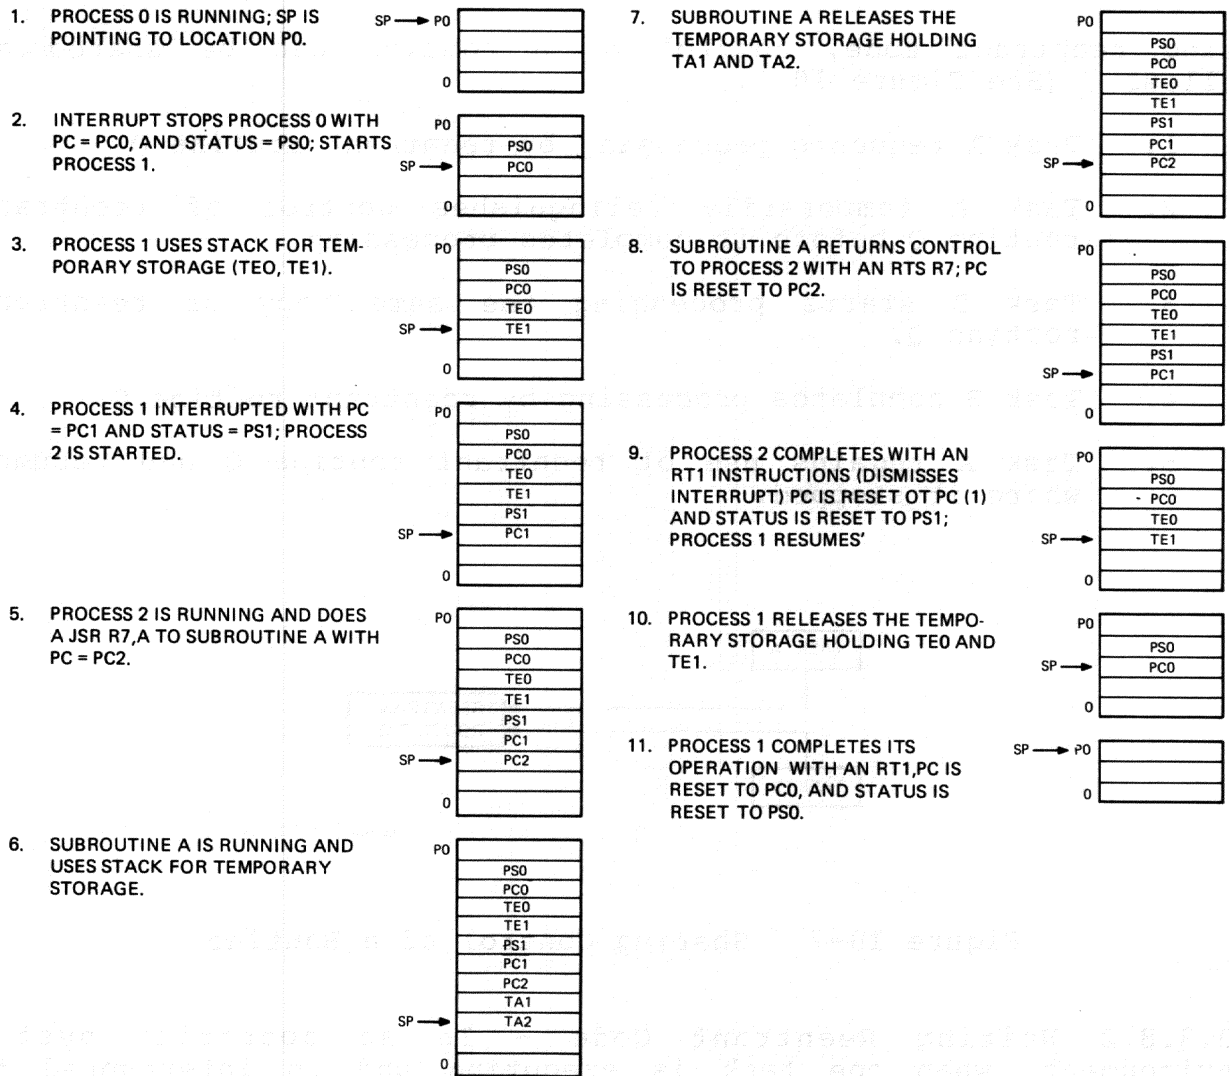 1. PROCESS 0 IS RUNNING; SP IS
POINTING TO LOCATION P0.
SP P0
0
2. INTERRUPT STOPS PROCESS 0 WITH
PC = PC0, AND STATUS = PS0; STARTS
PROCESS 1.
P0
PS0
SP PC0
0
3. PROCESS 1 USES STACK FOR TEM-
PORARY STORAGE (TE0, TE1).
P0
PS0
PC0
TE0
SP TE1
0
4. PROCESS 1 INTERRUPTED WITH PC
= PC1 AND STATUS = PS1; PROCESS
2 IS STARTED.
P0
PS0
PC0
TE0
TE1
PS1
SP PC1
0
5. PROCESS 2 IS RUNNING AND DOES
A JSR R7,A TO SUBROUTINE A WITH
PC = PC2.
P0
PS0
PC0
TE0
TE1
PS1
PC1
SP PC2
0
6. SUBROUTINE A IS RUNNING AND
USES STACK FOR TEMPORARY
STORAGE.
P0
PS0
PC0
TE0
TE1
PS1
PC1
PC2
TA1
SP TA2
0
7. SUBROUTINE A RELEASES THE
TEMPORARY STORAGE HOLDING
TA1 AND TA2.
P0
PS0
PC0
TE0
TE1
PS1
PC1
SP PC2
0
8. SUBROUTINE A RETURNS CONTROL
TO PROCESS 2 WITH AN RTS R7; PC
IS RESET TO PC2.
P0
PS0
PC0
TE0
TE1
PS1
SP PC1
0
9. PROCESS 2 COMPLETES WITH AN
RT1 INSTRUCTIONS (DISMISSES
INTERRUPT) PC IS RESET OT PC (1)
AND STATUS IS RESET TO PS1;
PROCESS 1 RESUMES'
P0
PS0
PC0
TE0
SP TE1
0
10. PROCESS 1 RELEASES THE TEMPO-
RARY STORAGE HOLDING TE0 AND
TE1.
P0
PS0
SP PC0
0
11. PROCESS 1 COMPLETES ITS
OPERATION WITH AN RT1,PC IS
RESET TO PC0, AND STATUS IS
RESET TO PS0.
SP P0
0